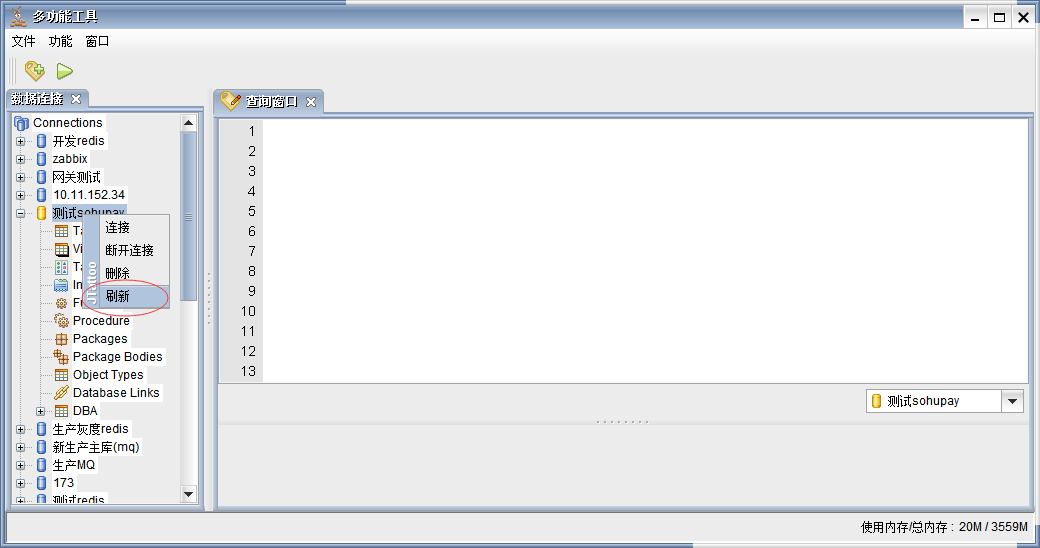 多功能工具
文件 功能 窗口
数据连接
Connections
开发redis
zabbix
网关测试
10.11.152.34
测试sohupay
Ta
Vi
Ta
In
Fu
Procedure
Packages
Package Bodies
Object Types
Database Links
DBA
生产灰度redis
新生产主库(mq)
生产MQ
173
测试redis
JTattoo
连接
断开连接
删除
刷新
查询窗口
1
2
3
4
5
6
7
8
9
10
11
12
13
测试sohupay
使用内存/总内存 : 20M / 3559M